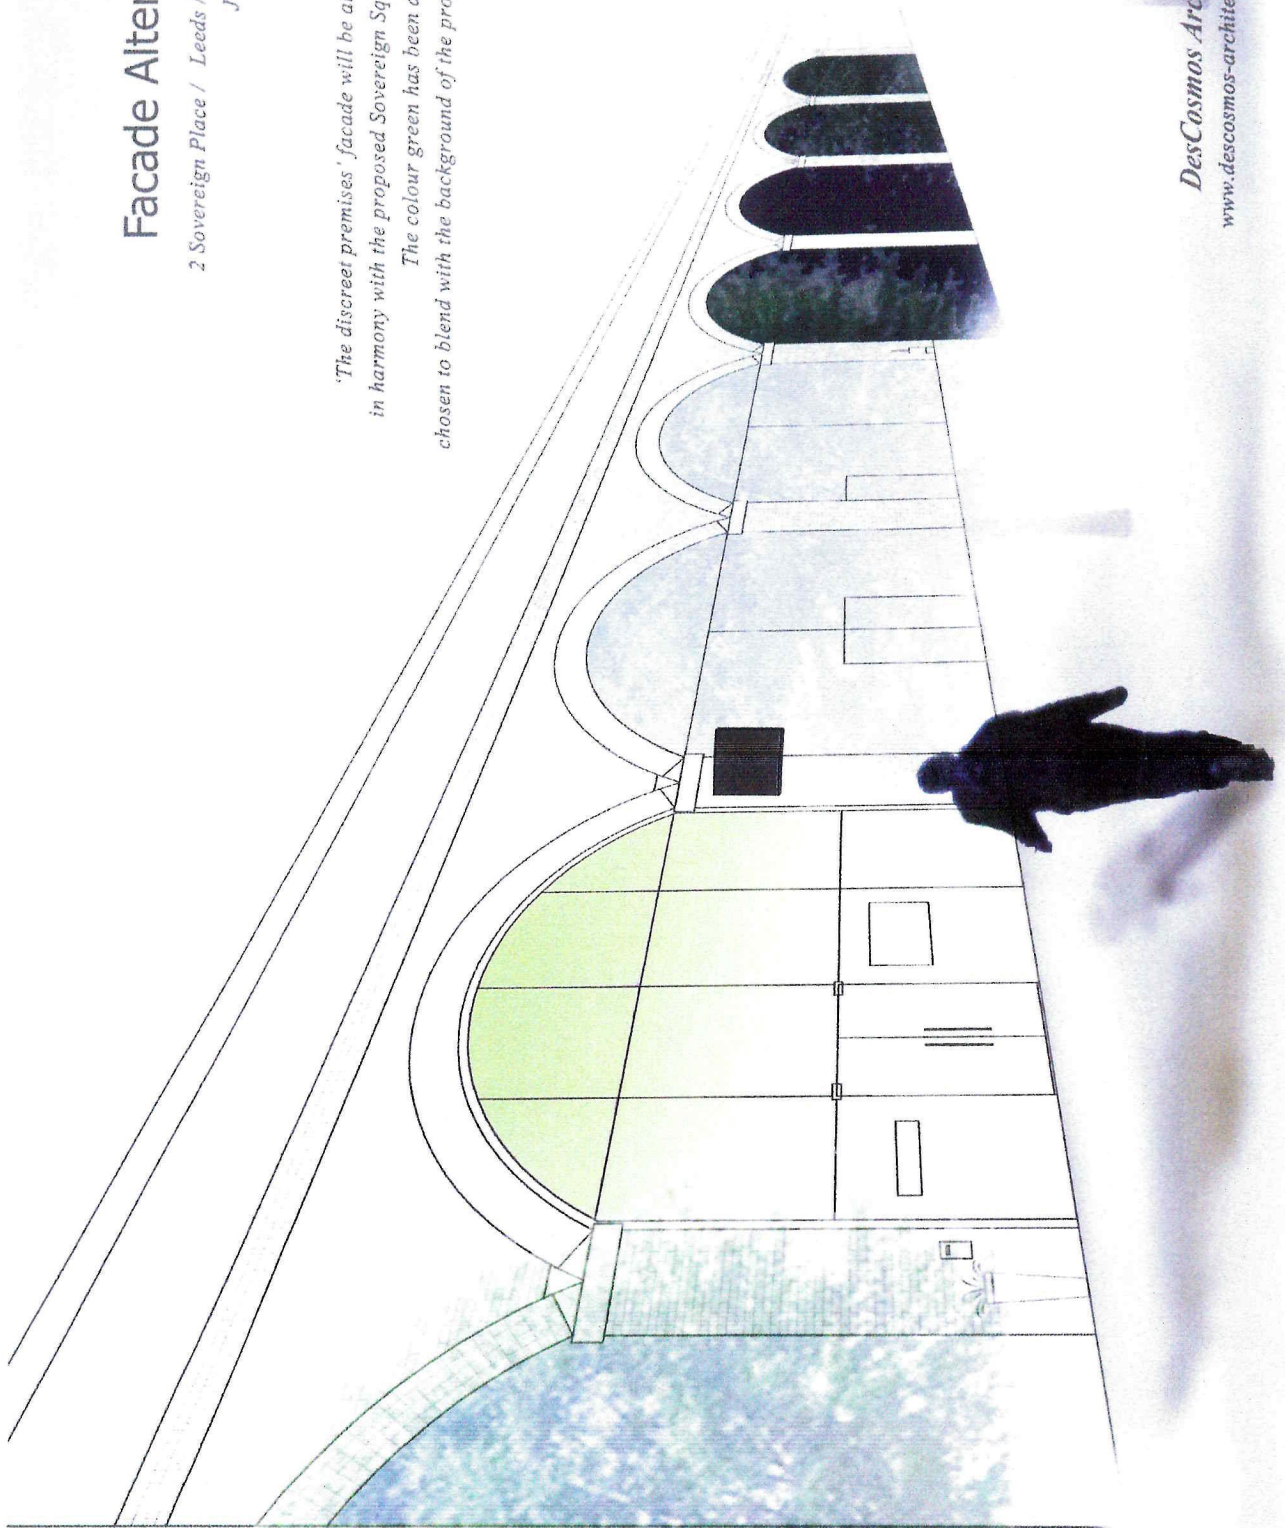 Facade Alter
2 Sovereign Place / Leeds /
J
'The discreet premises' facade will be a
in harmony with the proposed Sovereign Sq
The colour green has been
chosen to blend with the background of the pro
DesCosmos Arc
www.descosmos-archite